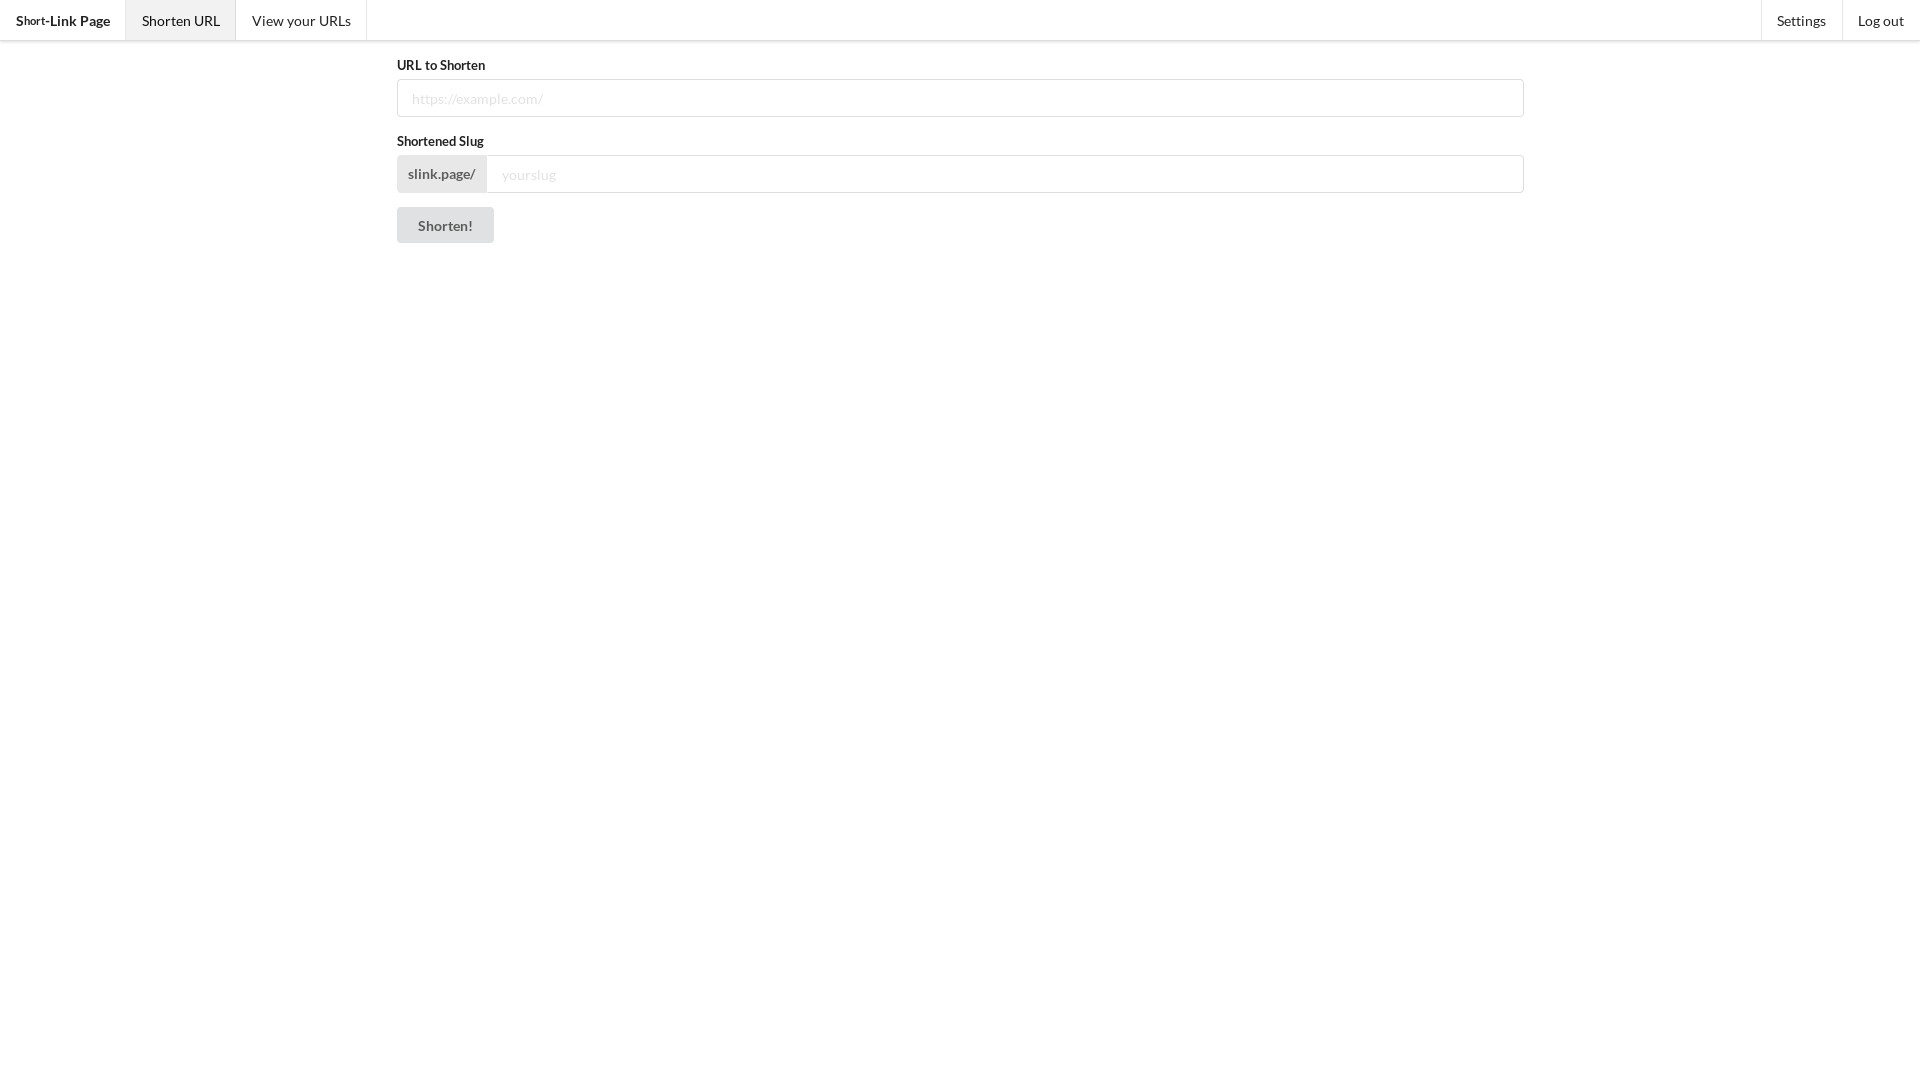 Short-Link Page Shorten URL View your URLs Settings Log out
URL to Shorten
https://example.com/
Shortened Slug
slink.page/ yourslug
Shorten!